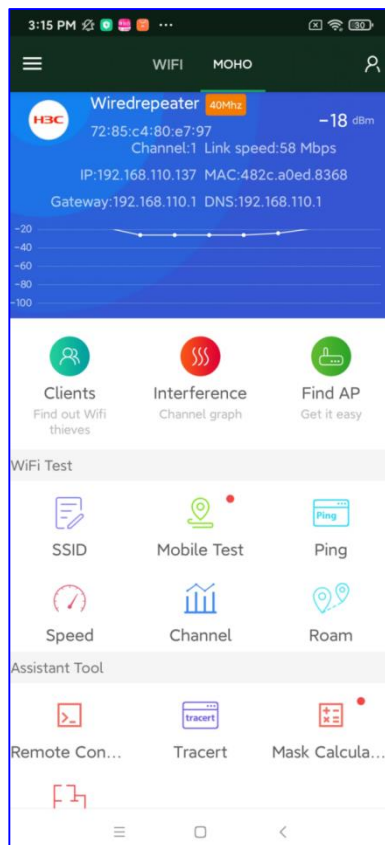 3:15 PM
30
WIFI
MOHO
H3C
Wiredrepeater 40Mhz
72:85:c4:80:e7:97
-18 dBm
Channel:1 Link speed:58 Mbps
IP:192.168.110.137 MAC:482c.a0ed.8368
Gateway:192.168.110.1 DNS:192.168.110.1
-20
-40
-60
-80
-100
Clients
Interference
Find AP
Find out Wifi
thieves
Channel graph
Get it easy
WiFi Test
SSID
Mobile Test
Ping
Ping
Speed
Channel
Roam
Assistant Tool
tracert
Remote Con...
Tracert
Mask Calcula...